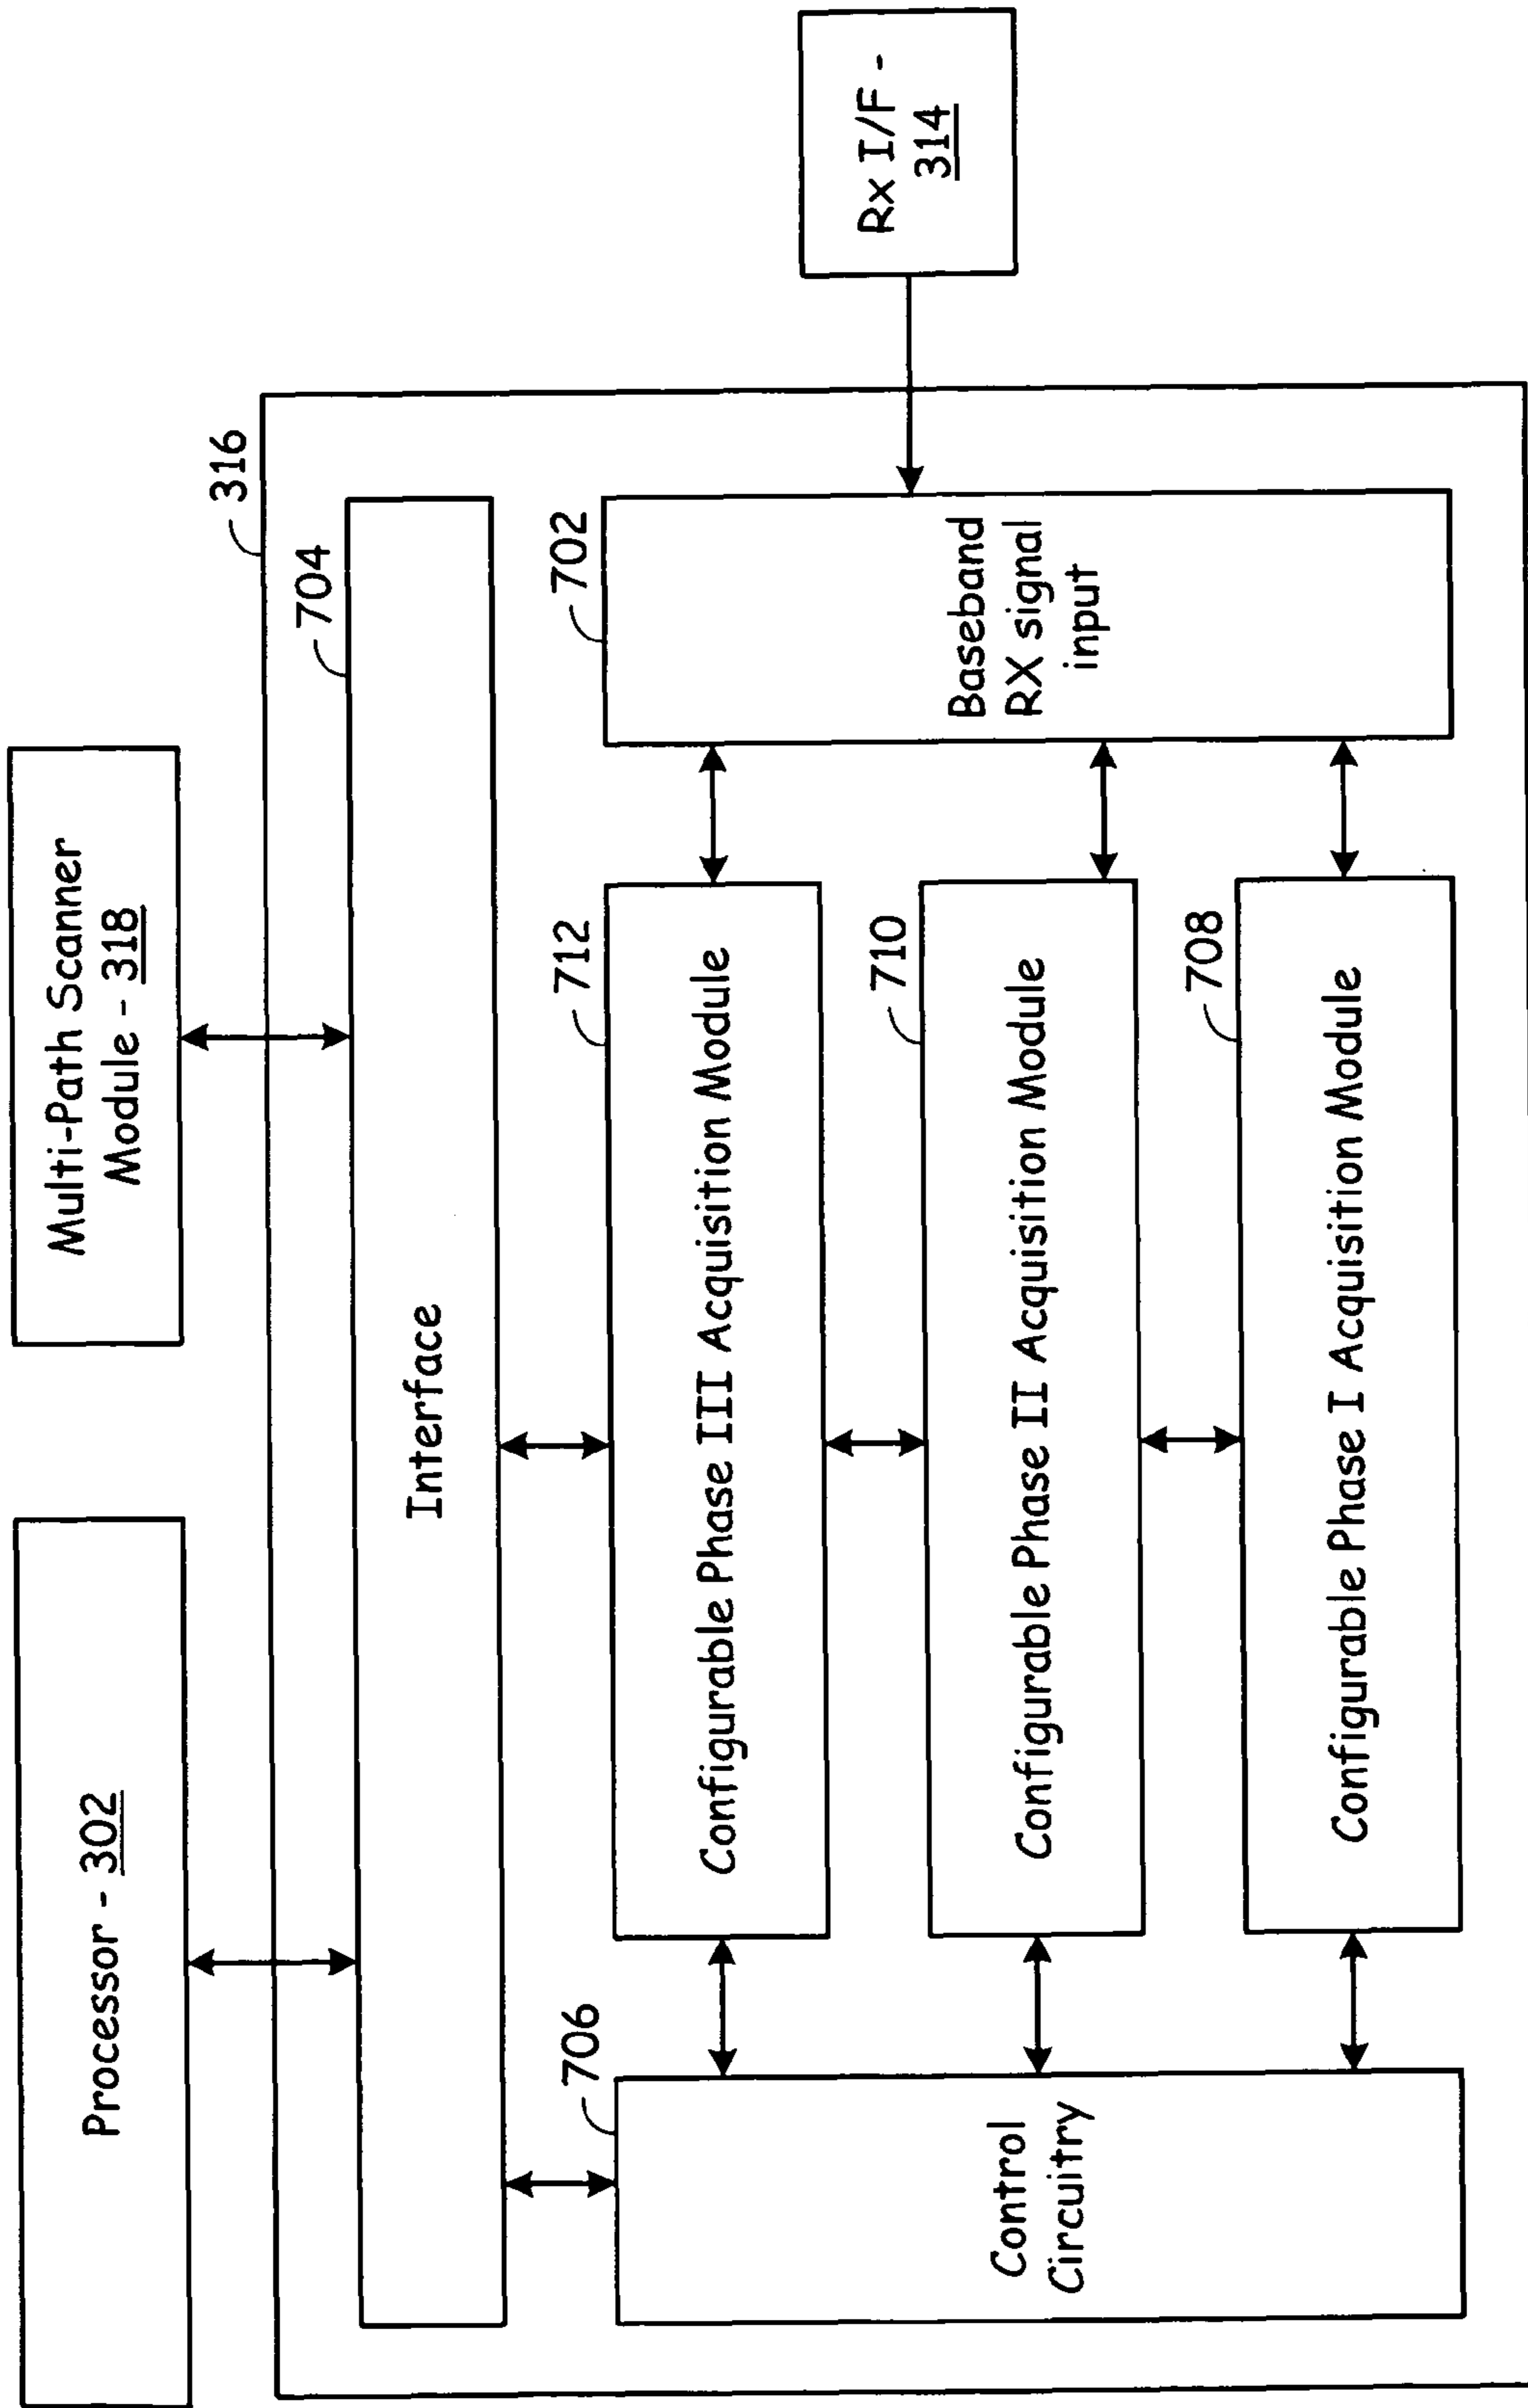 Processor - 302
Multi-Path Scanner
Module - 318
316
704
Interface
706
Control
Circuitry
712
Configurable Phase III Acquisition Module
710
Configurable Phase II Acquisition Module
708
Configurable Phase I Acquisition Module
702
Baseband
RX signal
input
Rx I/F -
314